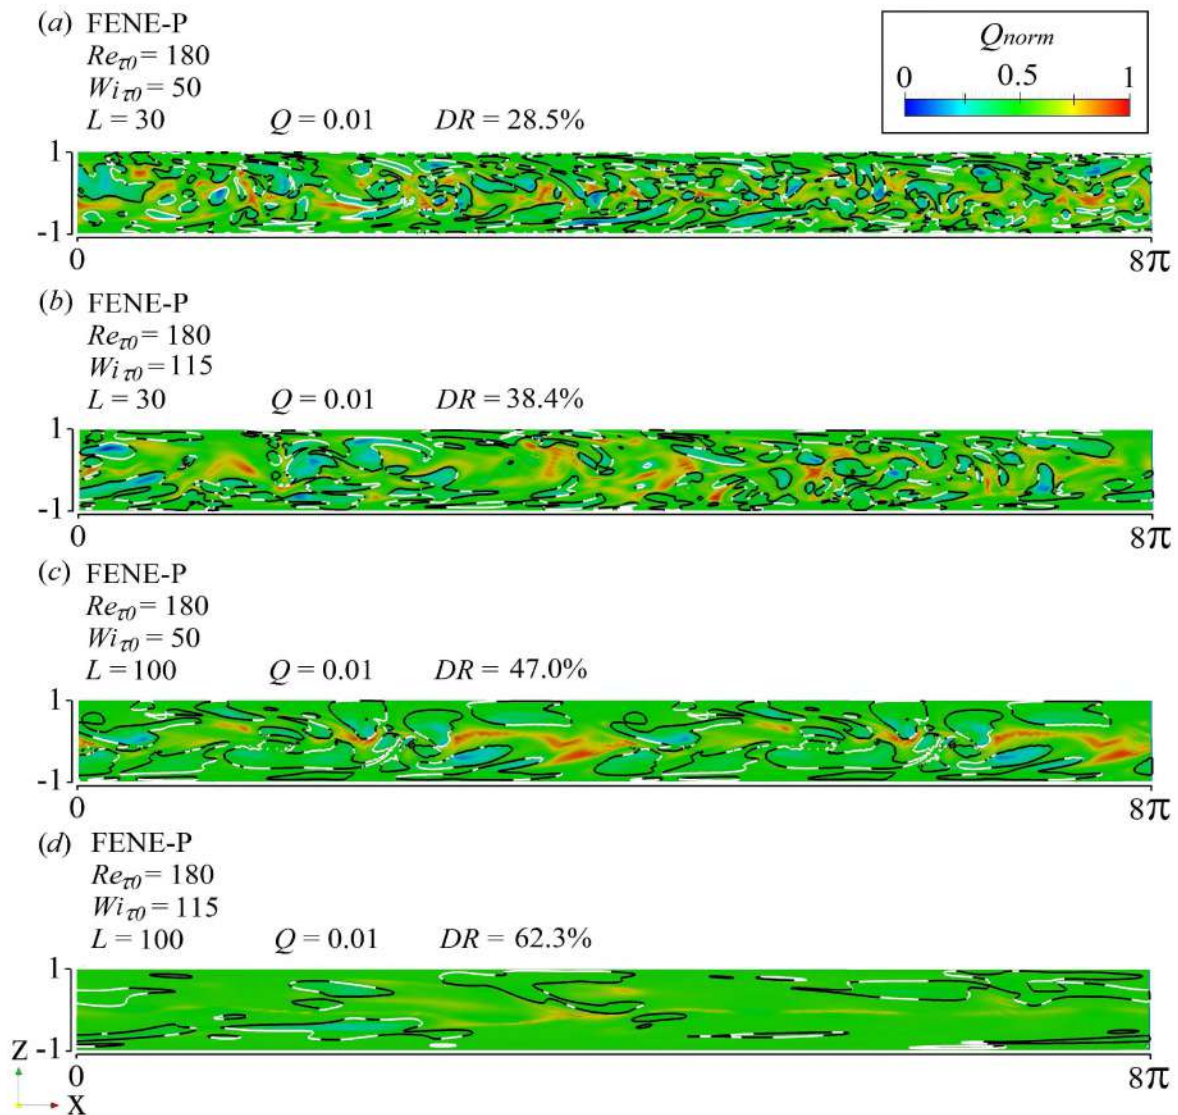 (a) FENE-P
Re_τ0 = 180
Wi_τ0 = 50
L = 30 Q = 0.01 DR = 28.5%
Q_norm
0 0.5 1
1
-1
0 8π
(b) FENE-P
Re_τ0 = 180
Wi_τ0 = 115
L = 30 Q = 0.01 DR = 38.4%
1
-1
0 8π
(c) FENE-P
Re_τ0 = 180
Wi_τ0 = 50
L = 100 Q = 0.01 DR = 47.0%
1
-1
0 8π
(d) FENE-P
Re_τ0 = 180
Wi_τ0 = 115
L = 100 Q = 0.01 DR = 62.3%
1
Z -1
0 8π
X